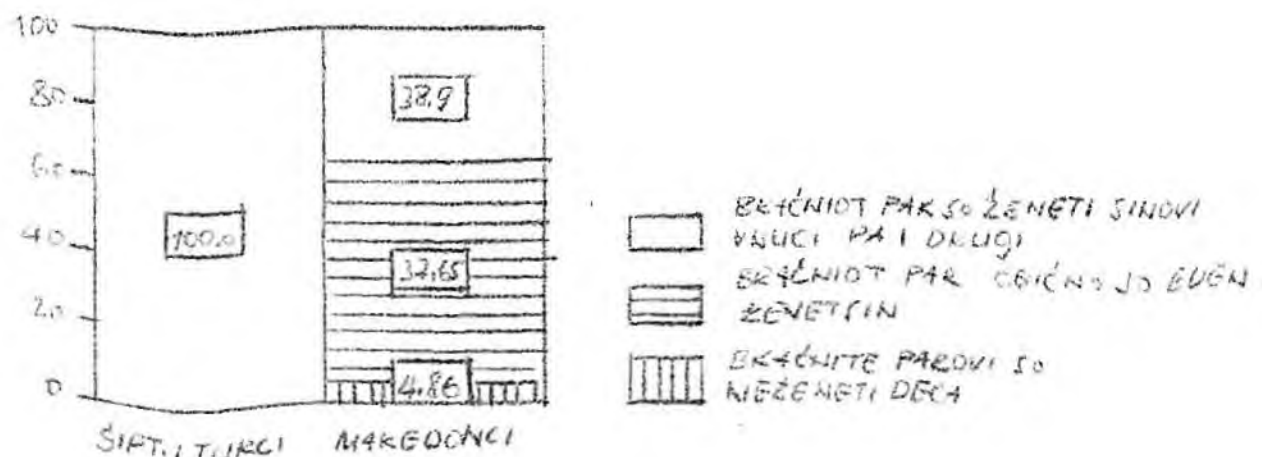 100
80
60
40
20
0
38.9
100.0
37.65
4.86
ŠIPT. I TURCI
MAKEDONCI
BRAČNIOT PAR SO ŽENETI SINOVI
VNUCI PA I DRUGI
BRAČNIOT PAR OBIČNO SO EDEN
ŽENET SIN
BRAČNITE PAROVI SO
NEŽENETI DECA